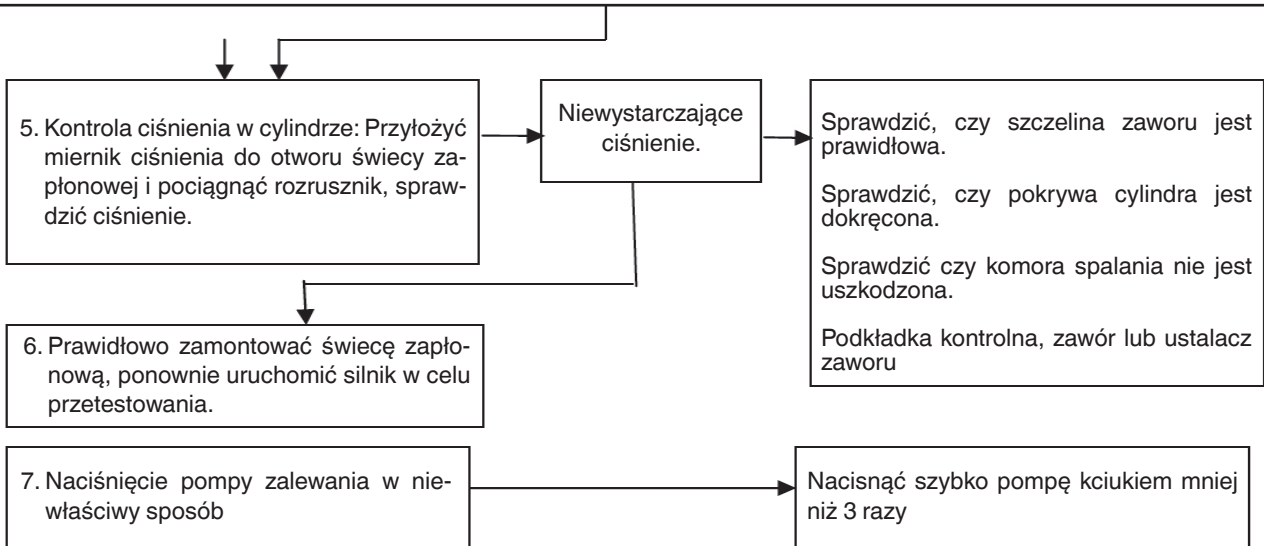 5. Kontrola ciśnienia w cylindrze: Przyłożyć
miernik ciśnienia do otworu świecy za-
płonowej i pociągnąć rozrusznik, spraw-
dzić ciśnienie.
Niewystarczające
ciśnienie.
Sprawdzić, czy szczelina zaworu jest
prawidłowa.
Sprawdzić, czy pokrywa cylindra jest
dokręcona.
Sprawdzić czy komora spalania nie jest
uszkodzona.
Podkładka kontrolna, zawór lub ustalacz
zaworu
6. Prawidłowo zamontować świecę zapło-
nową, ponownie uruchomić silnik w celu
przetestowania.
7. Naciśnięcie pompy zalewania w nie-
właściwy sposób
Nacisnąć szybko pompę kciukiem mniej
niż 3 razy